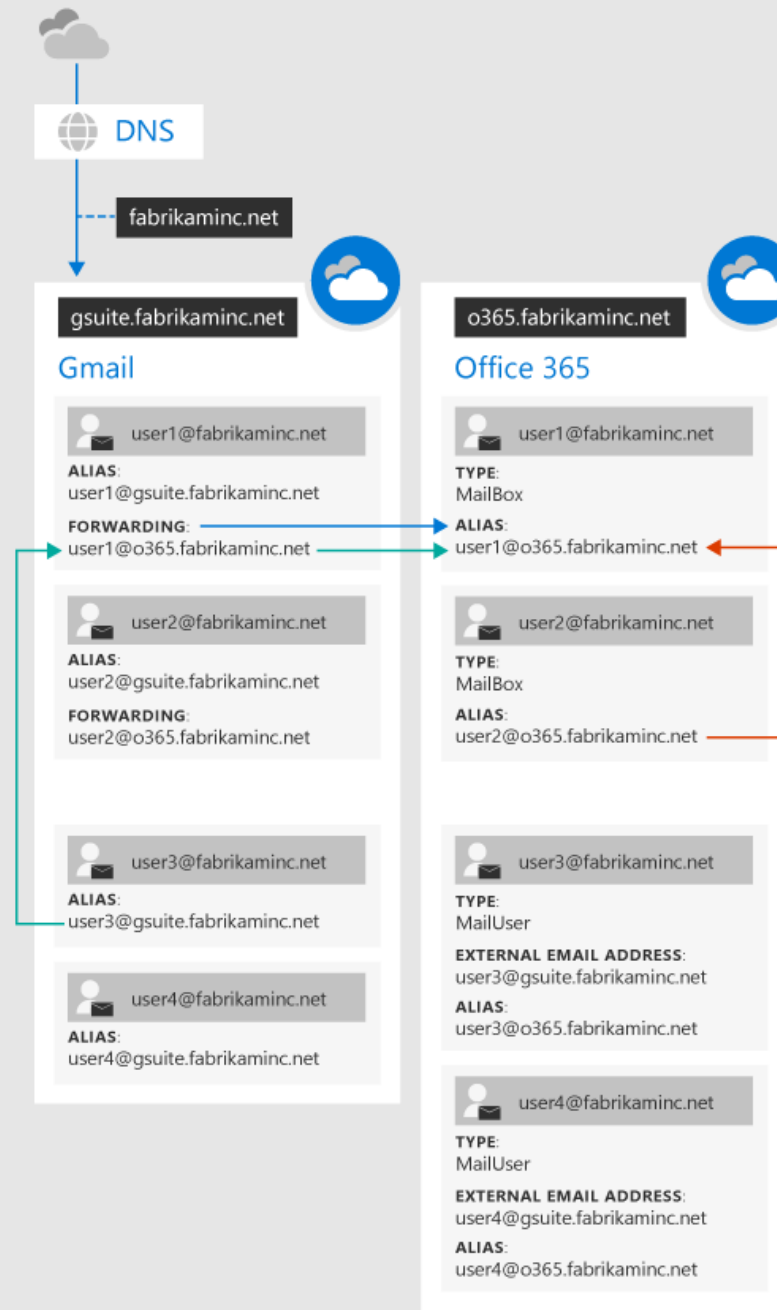 DNS
fabrikaminc.net
gsuite.fabrikaminc.net
Gmail
user1@fabrikaminc.net
ALIAS:
user1@gsuite.fabrikaminc.net
FORWARDING:
user1@o365.fabrikaminc.net
user2@fabrikaminc.net
ALIAS:
user2@gsuite.fabrikaminc.net
FORWARDING:
user2@o365.fabrikaminc.net
user3@fabrikaminc.net
ALIAS:
user3@gsuite.fabrikaminc.net
user4@fabrikaminc.net
ALIAS:
user4@gsuite.fabrikaminc.net
o365.fabrikaminc.net
Office 365
user1@fabrikaminc.net
TYPE:
MailBox
ALIAS:
user1@o365.fabrikaminc.net
user2@fabrikaminc.net
TYPE:
MailBox
ALIAS:
user2@o365.fabrikaminc.net
user3@fabrikaminc.net
TYPE:
MailUser
EXTERNAL EMAIL ADDRESS:
user3@gsuite.fabrikaminc.net
ALIAS:
user3@o365.fabrikaminc.net
user4@fabrikaminc.net
TYPE:
MailUser
EXTERNAL EMAIL ADDRESS:
user4@gsuite.fabrikaminc.net
ALIAS:
user4@o365.fabrikaminc.net